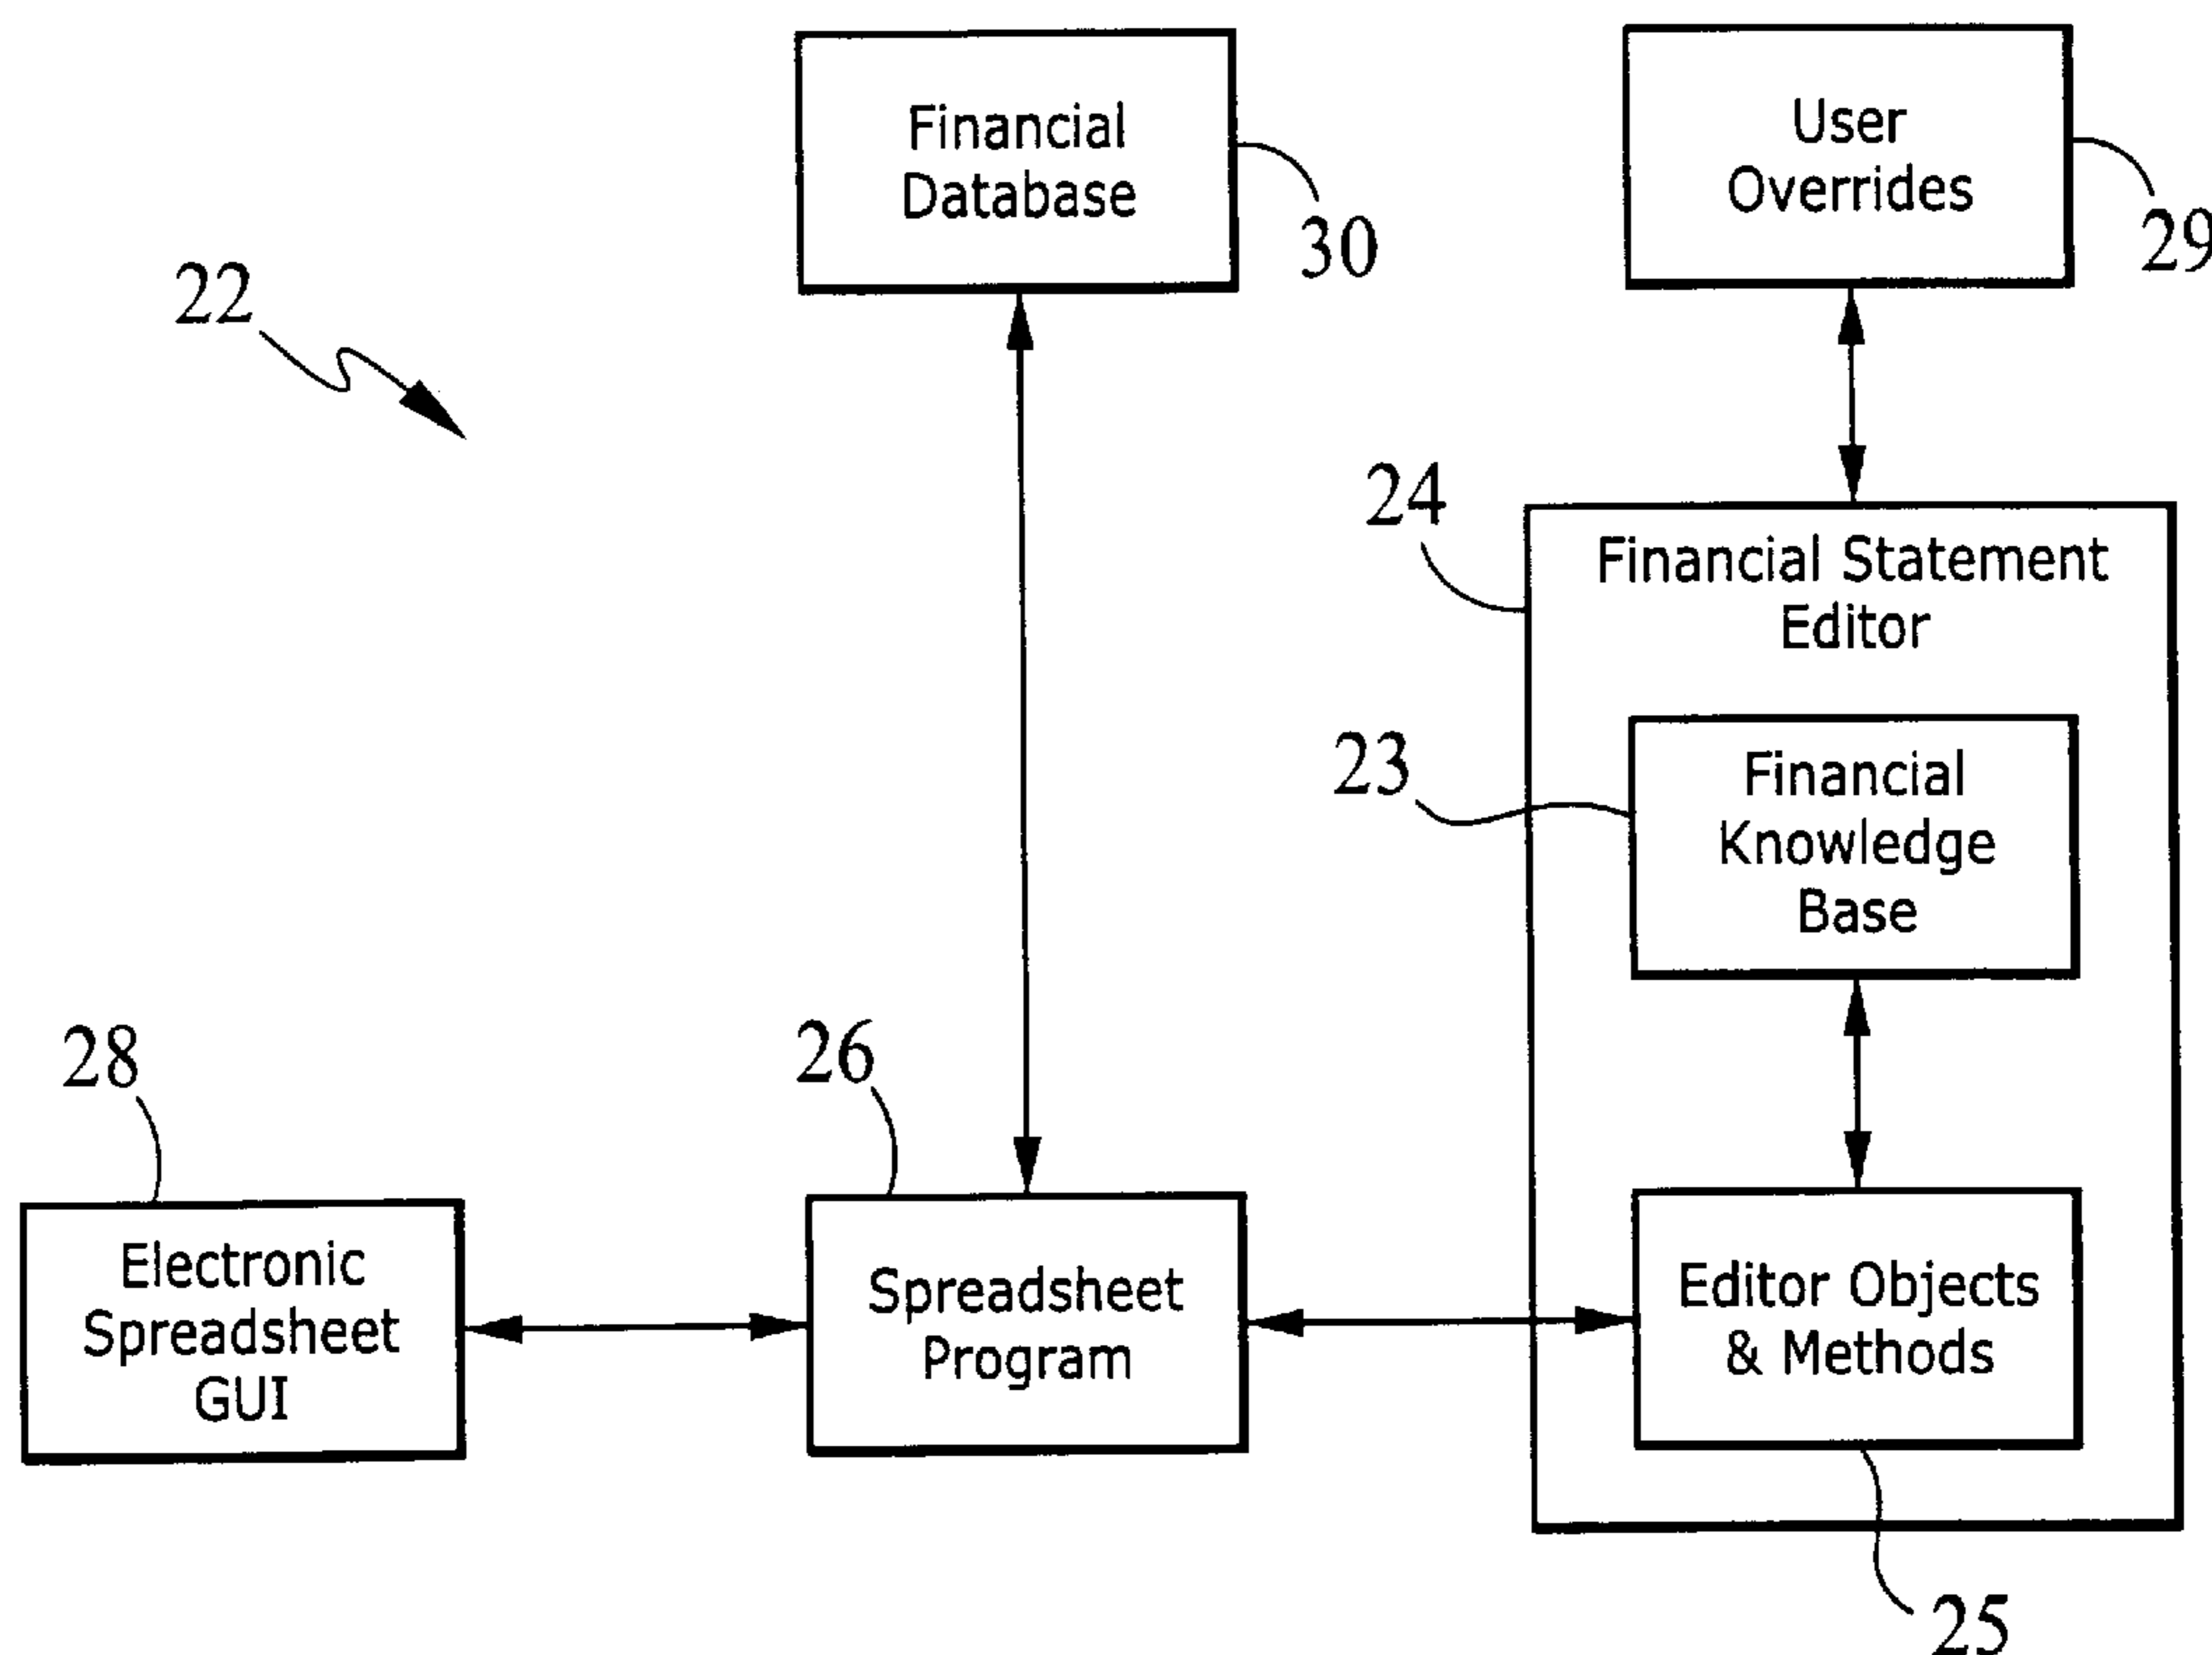 Financial
Database
30
User
Overrides
29
22
24
Financial Statement
Editor
23
Financial
Knowledge
Base
28
26
Electronic
Spreadsheet
GUI
Spreadsheet
Program
Editor Objects
& Methods
25